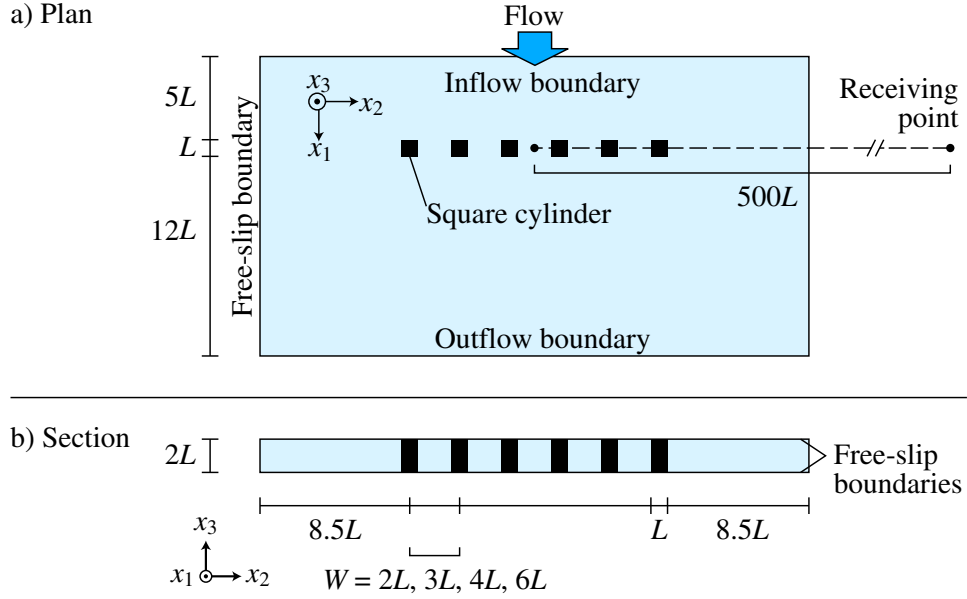 a) Plan
Flow
Inflow boundary
x3
x2
x1
5L
L
12L
Free-slip boundary
Receiving
point
500L
Square cylinder
Outflow boundary
b) Section
2L
Free-slip
boundaries
8.5L
L
8.5L
x3
x1
x2
W = 2L, 3L, 4L, 6L